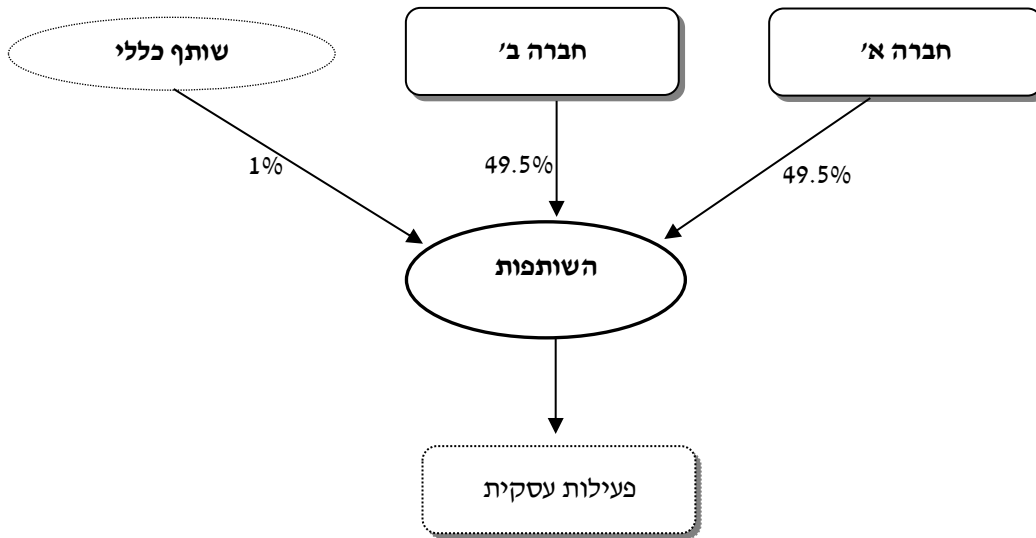 חברה א'
חברה ב'
שותף כללי
49.5%
49.5%
1%
השותפות
פעילות עסקית